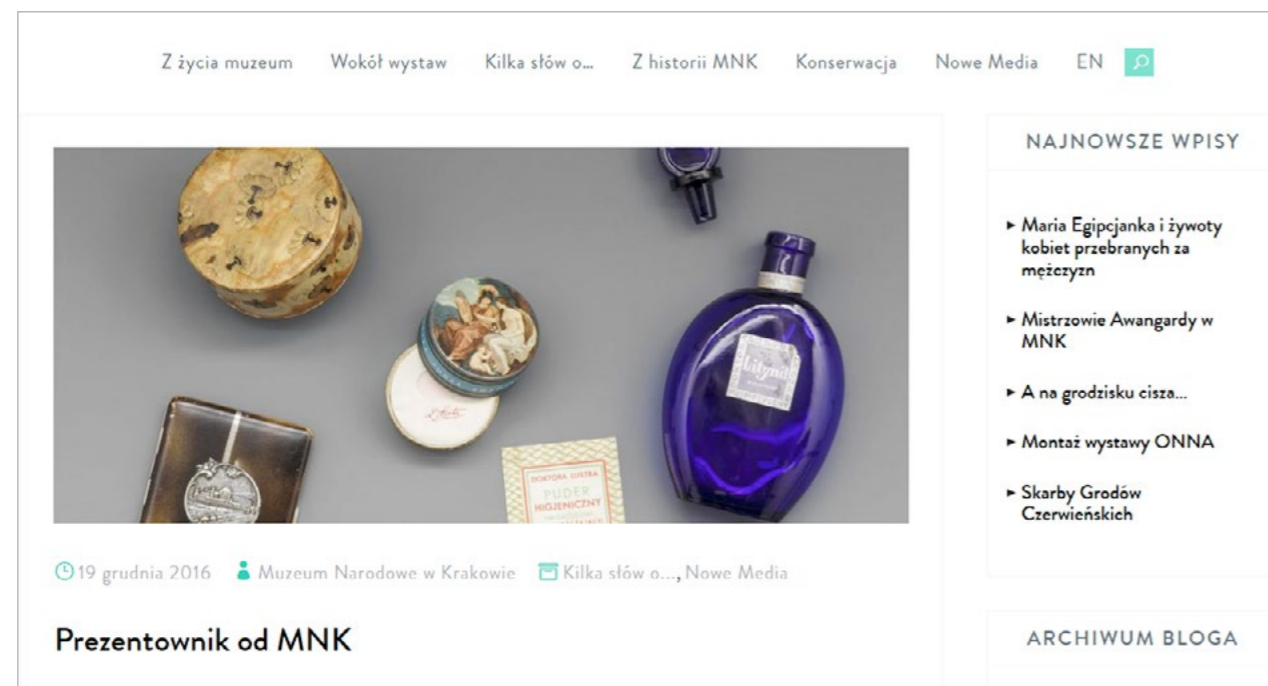 Z życia muzeum Wokół wystaw Kilka słów o... Z historii MNK Konserwacja Nowe Media EN
NAJNOWSZE WPISY
Maria Egipcjanka i żywoty
kobiet przebranych za
mężczyzn
Mistrzowie Awangardy w
MNK
A na grodzisku cisza...
Montaż wystawy ONNA
Skarby Grodów
Czerwieńskich
DOKTORA LUSTRA
PUDER
HIGJENICZNY
19 grudnia 2016 Muzeum Narodowe w Krakowie Kilka słów o..., Nowe Media
Prezentownik od MNK
ARCHIWUM BLOGA